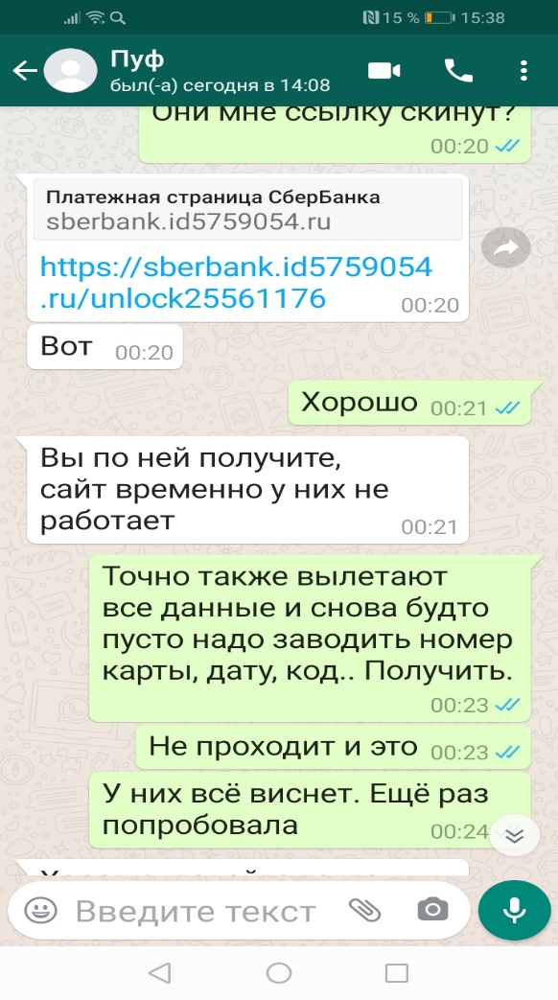 15 % 15:38
Пуф
был(-а) сегодня в 14:08
Они мне ссылку скинут?
00:20
Платежная страница СберБанка
sberbank.id5759054.ru
https://sberbank.id5759054
.ru/unlock25561176
00:20
Вот 00:20
Хорошо 00:21
Вы по ней получите,
сайт временно у них не
работает
00:21
Точно также вылетают
все данные и снова будто
пусто надо заводить номер
карты, дату, код.. Получить.
00:23
Не проходит и это 00:23
У них всё виснет. Ещё раз
попробовала
00:24
Введите текст